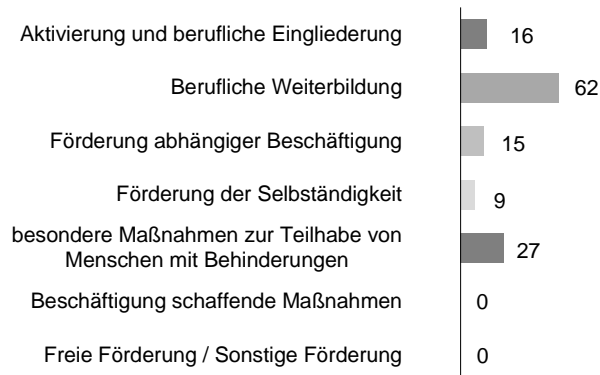 Aktivierung und berufliche Eingliederung 16
Berufliche Weiterbildung 62
Förderung abhängiger Beschäftigung 15
Förderung der Selbständigkeit 9
besondere Maßnahmen zur Teilhabe von
Menschen mit Behinderungen 27
Beschäftigung schaffende Maßnahmen 0
Freie Förderung / Sonstige Förderung 0